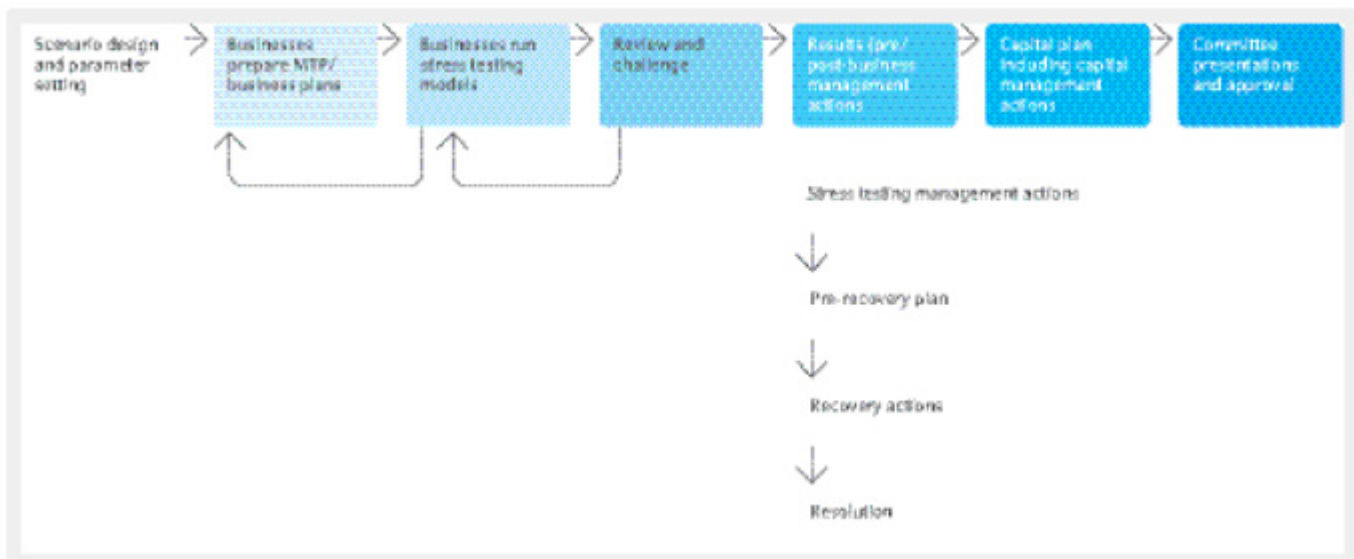 Scenario design
and parameter
setting
Businesses
prepare MTP/
business plans
Businesses run
stress testing
models
Review and
challenge
Results (pre/
post-business
management
actions
Capital plan
including capital
management
actions
Committee
presentations
and approval
Stress testing management actions
Pre-recovery plan
Recovery actions
Resolution